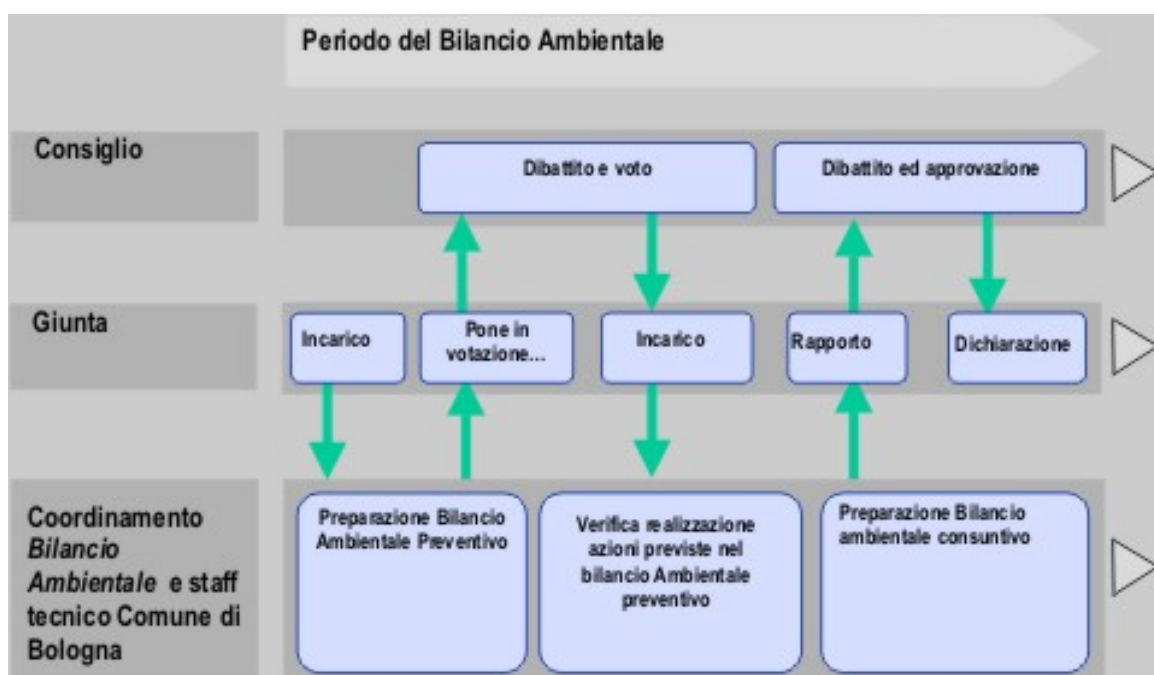 Periodo del Bilancio Ambientale
Consiglio
Dibattito e voto
Dibattito ed approvazione
Giunta
Incarico
Pone in
votazione...
Incarico
Rapporto
Dichiarazione
Coordinamento
Bilancio
Ambientale e staff
tecnico Comune di
Bologna
Preparazione Bilancio
Ambientale Preventivo
Verifica realizzazione
azioni previste nel
bilancio Ambientale
preventivo
Preparazione Bilancio
ambientale consuntivo